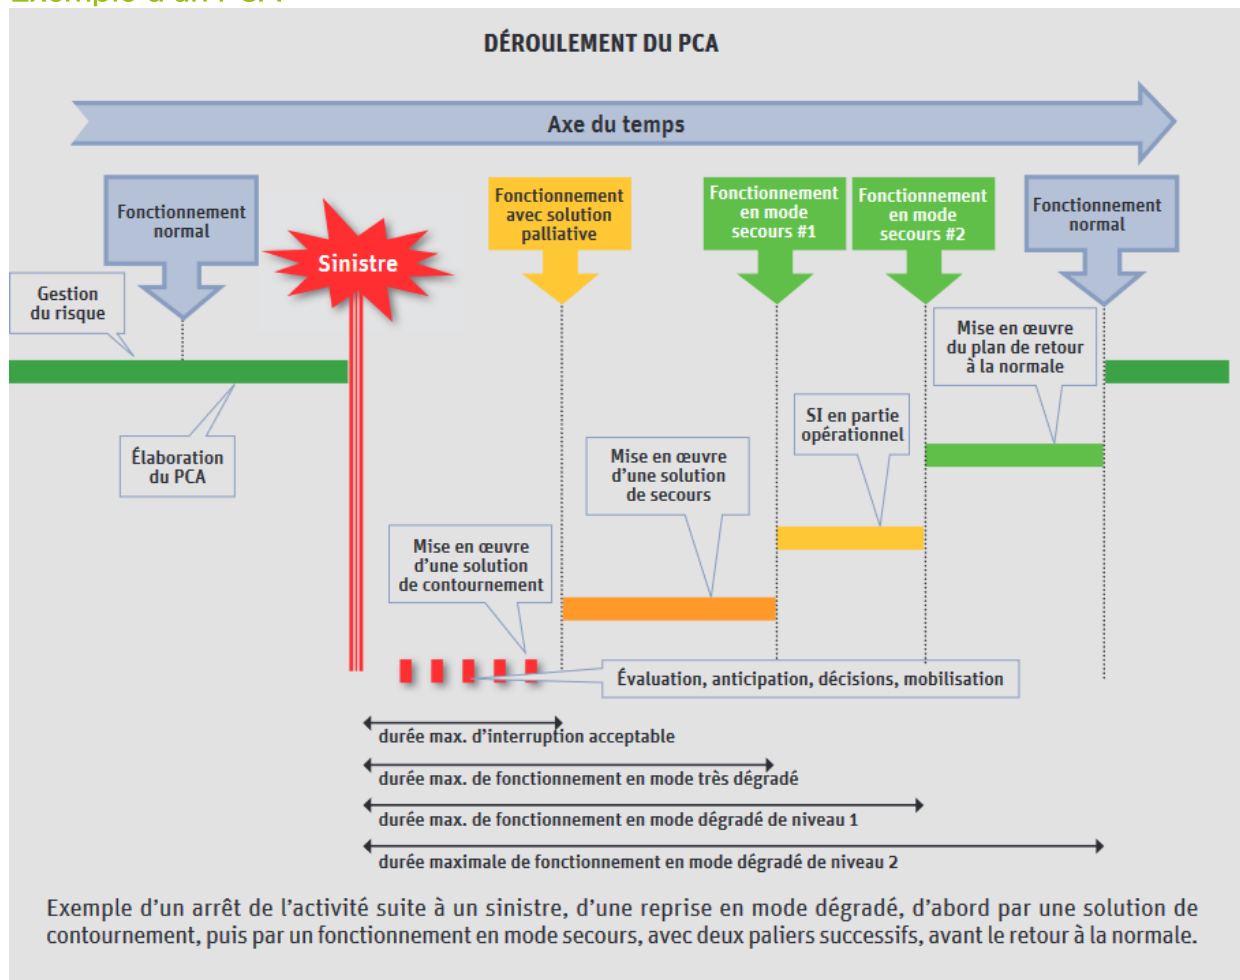 Exemple d'un PCA
DÉROULEMENT DU PCA
Axe du temps
Fonctionnement
normal
Sinistre
Fonctionnement
avec solution
palliative
Fonctionnement
en mode
secours #1
Fonctionnement
en mode
secours #2
Fonctionnement
normal
Gestion
du risque
Élaboration
du PCA
Mise en œuvre
du plan de retour
à la normale
SI en partie
opérationnel
Mise en œuvre
d’une solution
de secours
Mise en œuvre
d’une solution
de contournement
Évaluation, anticipation, décisions, mobilisation
durée max. d’interruption acceptable
durée max. de fonctionnement en mode très dégradé
durée max. de fonctionnement en mode dégradé de niveau 1
durée maximale de fonctionnement en mode dégradé de niveau 2
Exemple d’un arrêt de l’activité suite à un sinistre, d’une reprise en mode dégradé, d’abord par une solution de
contournement, puis par un fonctionnement en mode secours, avec deux paliers successifs, avant le retour à la normale.